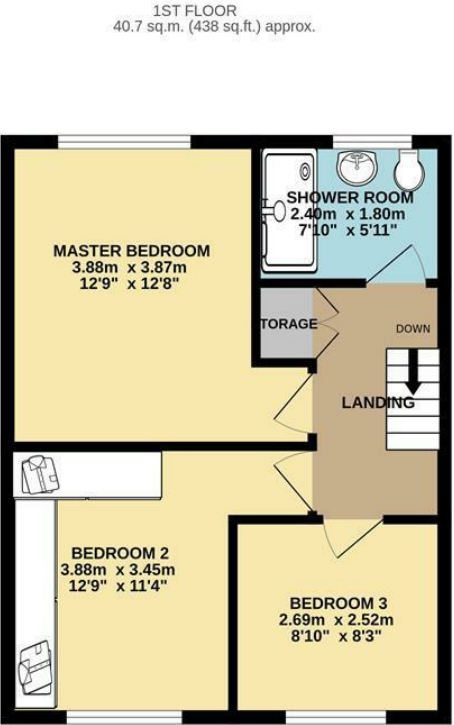 1ST FLOOR
40.7 sq.m. (438 sq.ft.) approx.
SHOWER ROOM
2.40m x 1.80m
7'10" x 5'11"
MASTER BEDROOM
3.88m x 3.87m
12'9" x 12'8"
TORAGE
DOWN
LANDING
BEDROOM 2
3.88m x 3.45m
12'9" x 11'4"
BEDROOM 3
2.69m x 2.52m
8'10" x 8'3"